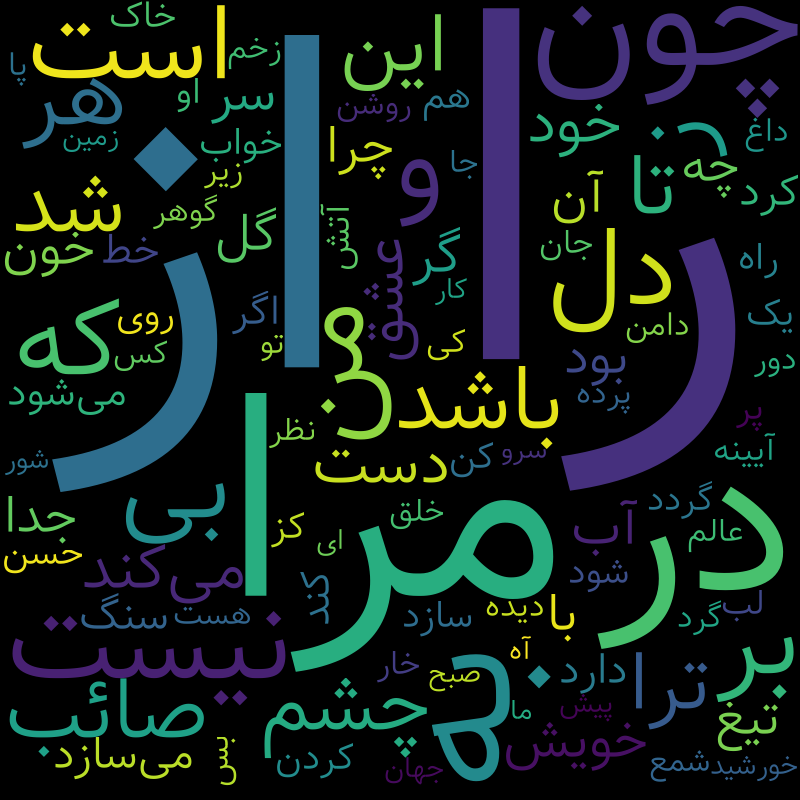 خاک
است
زخم
این
چون
پا
هر
او
سر
روشن
هم
خود
داغ
زمین
خواب
چرا
جا
و
تا
چه
کرد
زیر
شد
گوهر
آن
گل
آتش
را
از
خون
خط
عشق
گر
جان
دل
راه
کار
اگر
که
روی
تو
من
کی
دامن
یک
کس
بود
دور
می‌شود
باشد
پرده
پر
نظر
سرو
آیینه
شور
دست
کن
مرا
در
بی
جدا
کز
ای
خلق
آب
گردد
عالم
حسن
می‌کند
کند
شود
سنگ
هست
سازد
دیده
با
گرد
لب
نیست
آه
خار
به
صبح
دارد
ترا
بر
صائب
چشم
ما
پیش
تیغ
می‌سازد
بس
کردن
جهان
خویش
شمع
خورشید